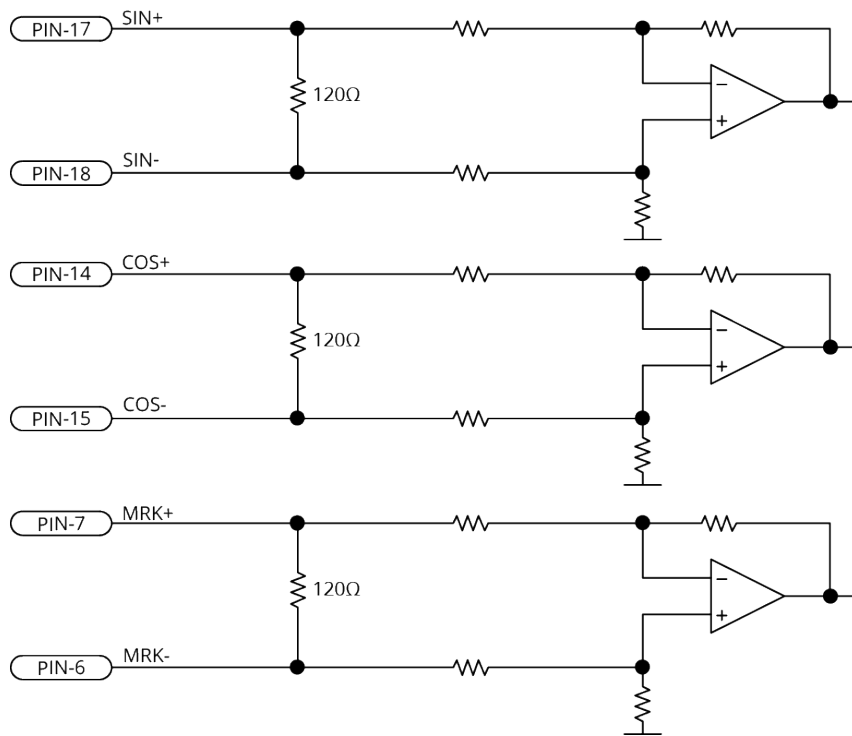 SIN+
PIN-17
120Ω
SIN-
PIN-18
−
+
COS+
PIN-14
120Ω
COS-
PIN-15
−
+
MRK+
PIN-7
120Ω
MRK-
PIN-6
−
+